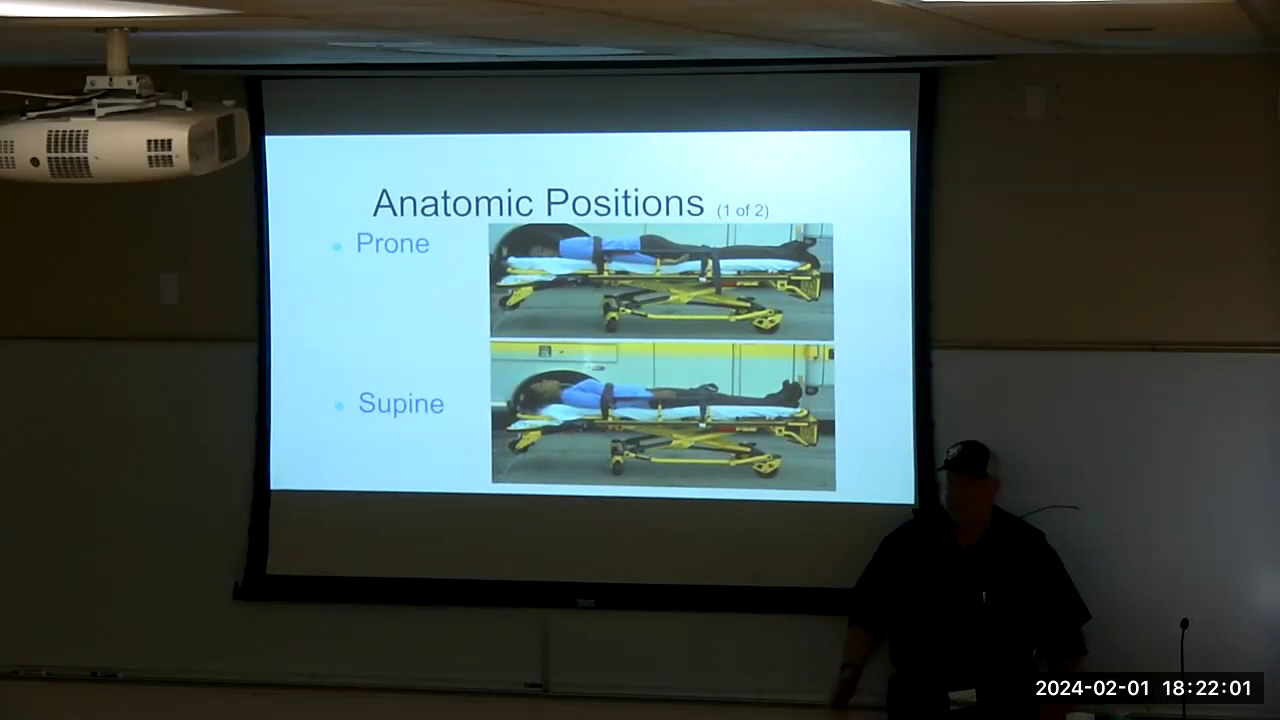 Anatomic Positions (1 of 2)
Prone
Supine
2024-02-01 18:22:01